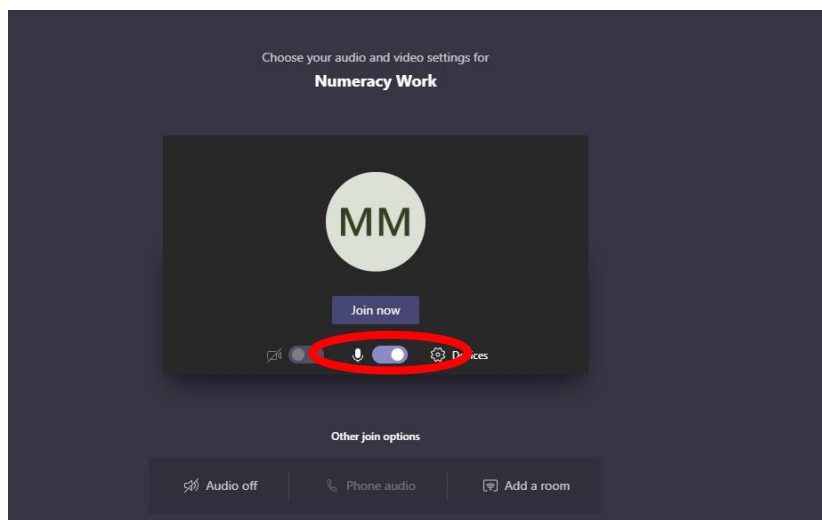 Choose your audio and video settings for
Numeracy Work
MM
Join now
Devices
Other join options
Audio off Phone audio Add a room